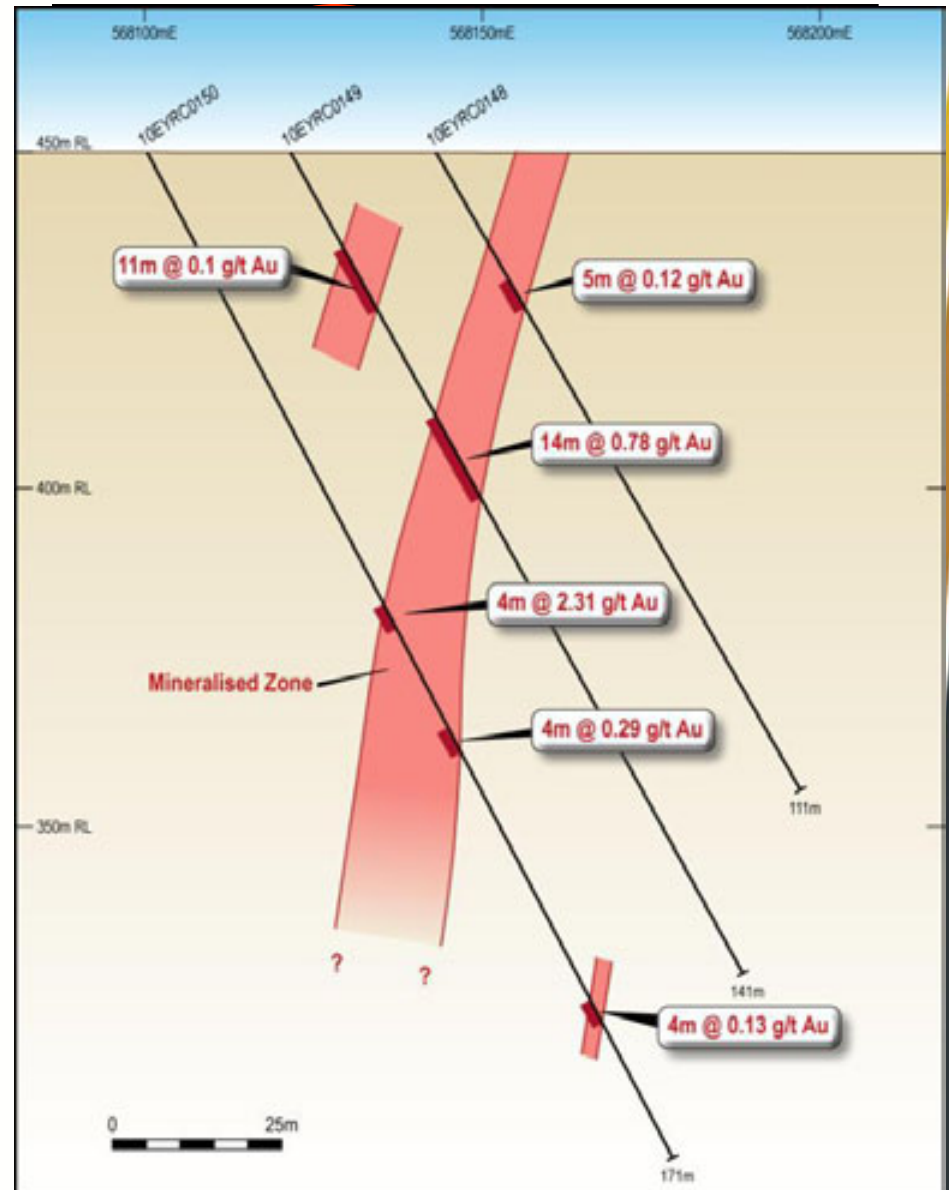 568100mE
568150mE
568200mE
10EYRC0150
10EYRC0149
10EYRC0148
450m RL
11m @ 0.1 g/t Au
5m @ 0.12 g/t Au
14m @ 0.78 g/t Au
400m RL
4m @ 2.31 g/t Au
Mineralised Zone
4m @ 0.29 g/t Au
111m
350m RL
?
?
141m
4m @ 0.13 g/t Au
0
25m
171m